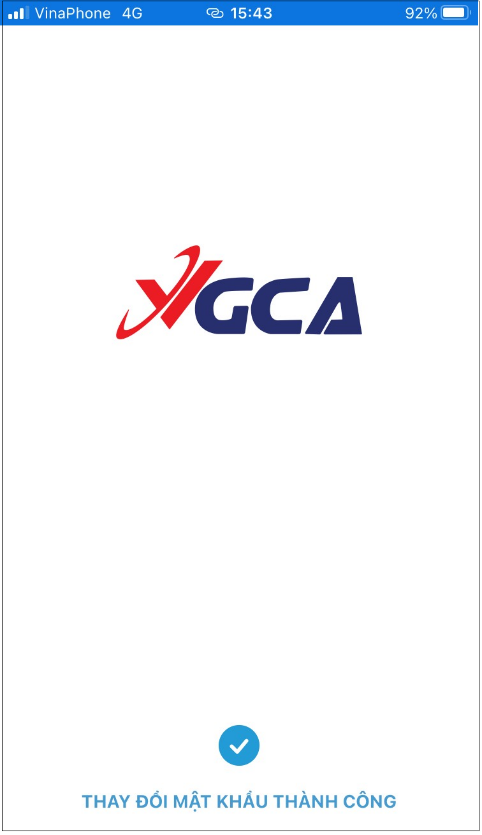 VinaPhone 4G 15:43 92%
VGCA
THAY ĐỔI MẬT KHẨU THÀNH CÔNG